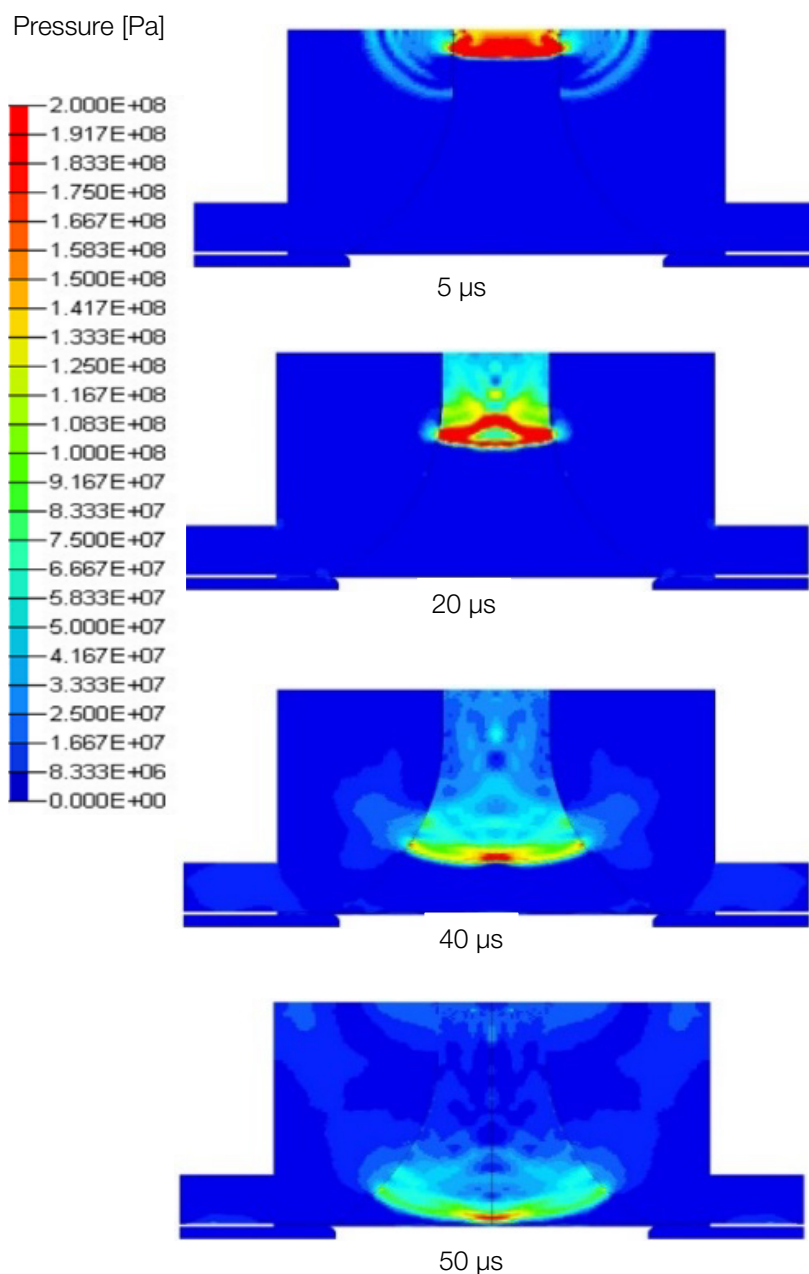 Pressure [Pa]
2.000E+08
1.917E+08
1.833E+08
1.750E+08
1.667E+08
1.583E+08
1.500E+08
1.417E+08
1.333E+08
1.250E+08
1.167E+08
1.083E+08
1.000E+08
9.167E+07
8.333E+07
7.500E+07
6.667E+07
5.833E+07
5.000E+07
4.167E+07
3.333E+07
2.500E+07
1.667E+07
8.333E+06
0.000E+00
5 µs
20 µs
40 µs
50 µs